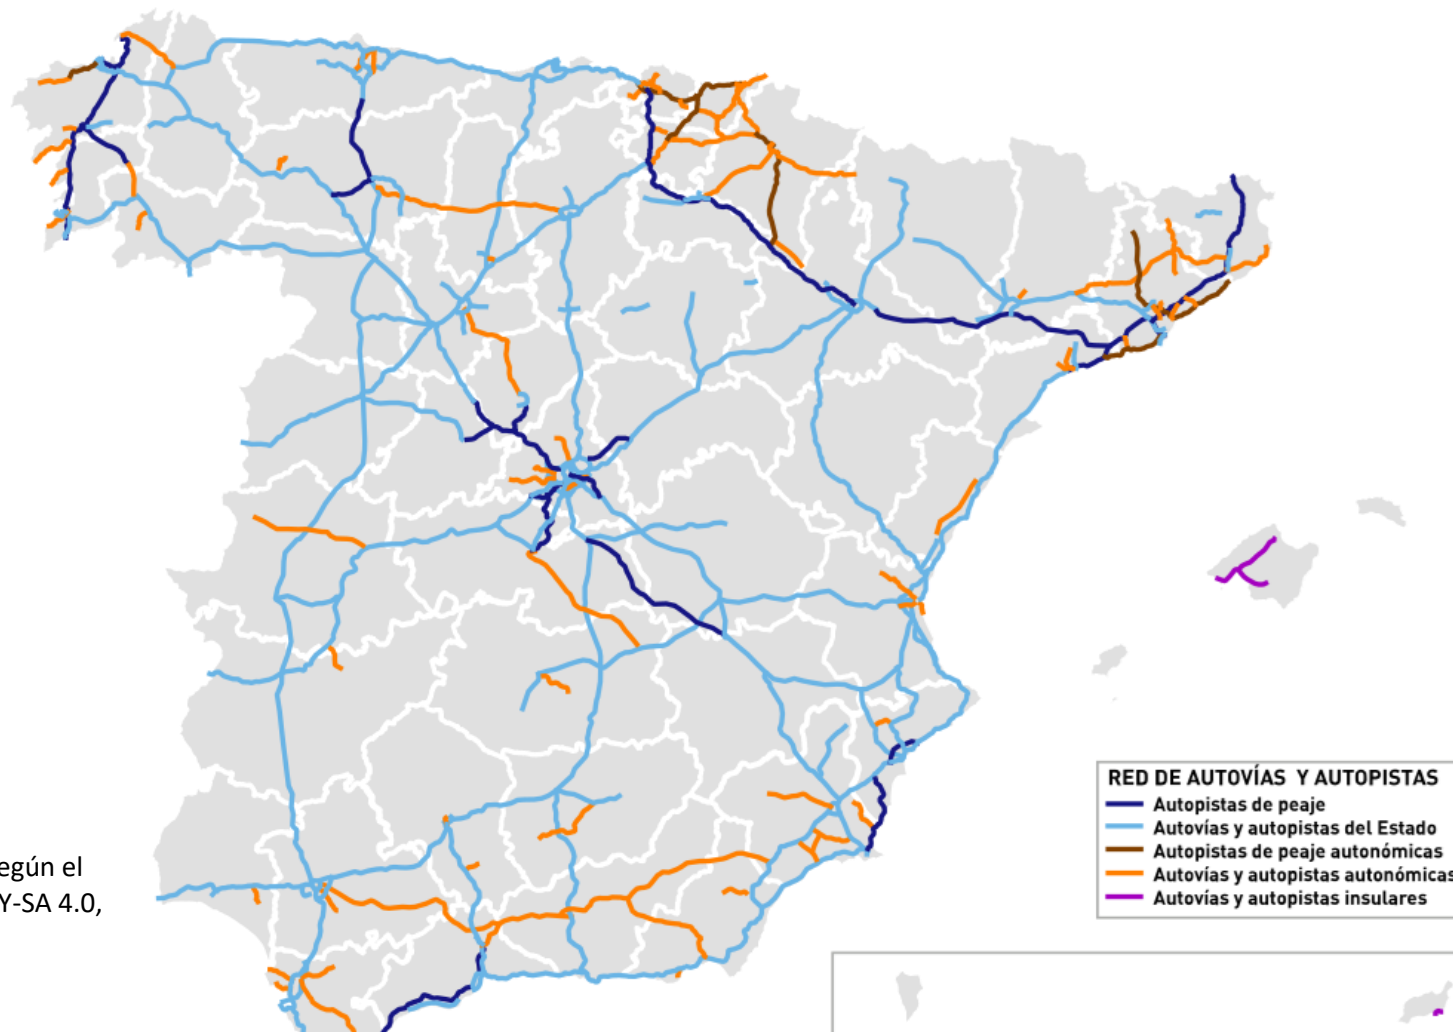 RED DE AUTOVÍAS Y AUTOPISTAS
Autopistas de peaje
Autovías y autopistas del Estado
Autopistas de peaje autonómicas
Autovías y autopistas autonómicas
Autovías y autopistas insulares
egún el
Y-SA 4.0,